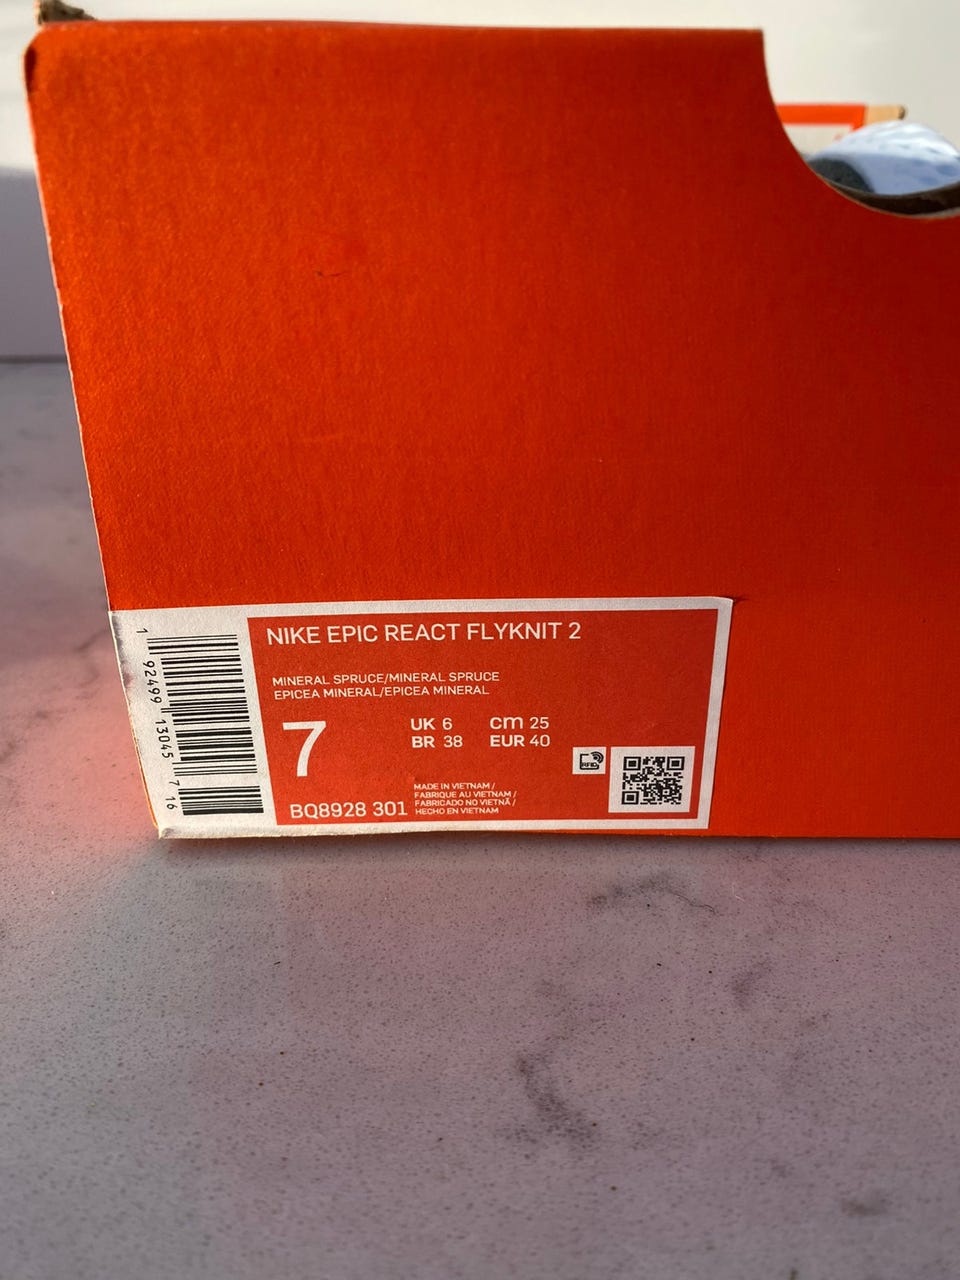 NIKE EPIC REACT FLYKNIT 2
MINERAL SPRUCE/MINERAL SPRUCE
EPICEA MINERAL/EPICEA MINERAL
7
UK 6 cm 25
BR 38 EUR 40
BQ8928 301
MADE IN VIETNAM /
FABRIQUE AU VIETNAM /
FABRICADO NO VIETNÃ /
HECHO EN VIETNAM
RFID
1 92499 13045 7 16